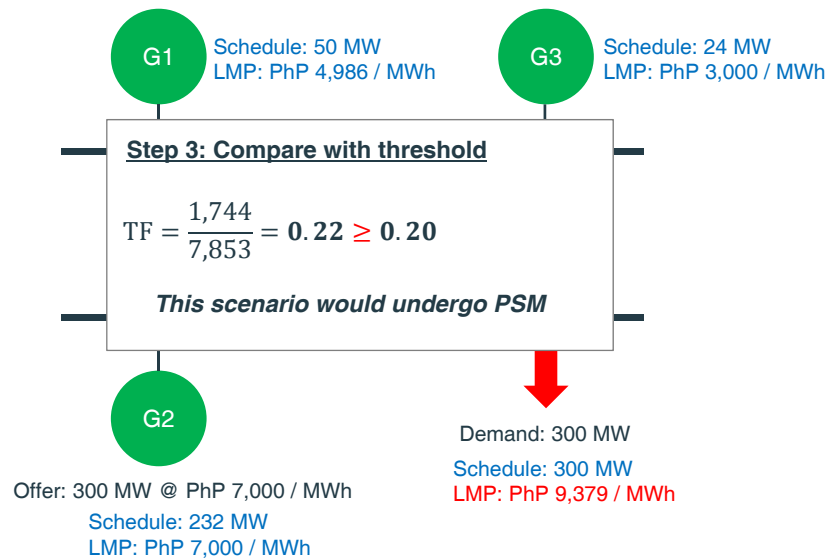 G1
Schedule: 50 MW
LMP: PhP 4,986 / MWh
G3
Schedule: 24 MW
LMP: PhP 3,000 / MWh
Step 3: Compare with threshold
TF = 1,744 / 7,853 = 0.22 ≥ 0.20
This scenario would undergo PSM
G2
Offer: 300 MW @ PhP 7,000 / MWh
Schedule: 232 MW
LMP: PhP 7,000 / MWh
Demand: 300 MW
Schedule: 300 MW
LMP: PhP 9,379 / MWh